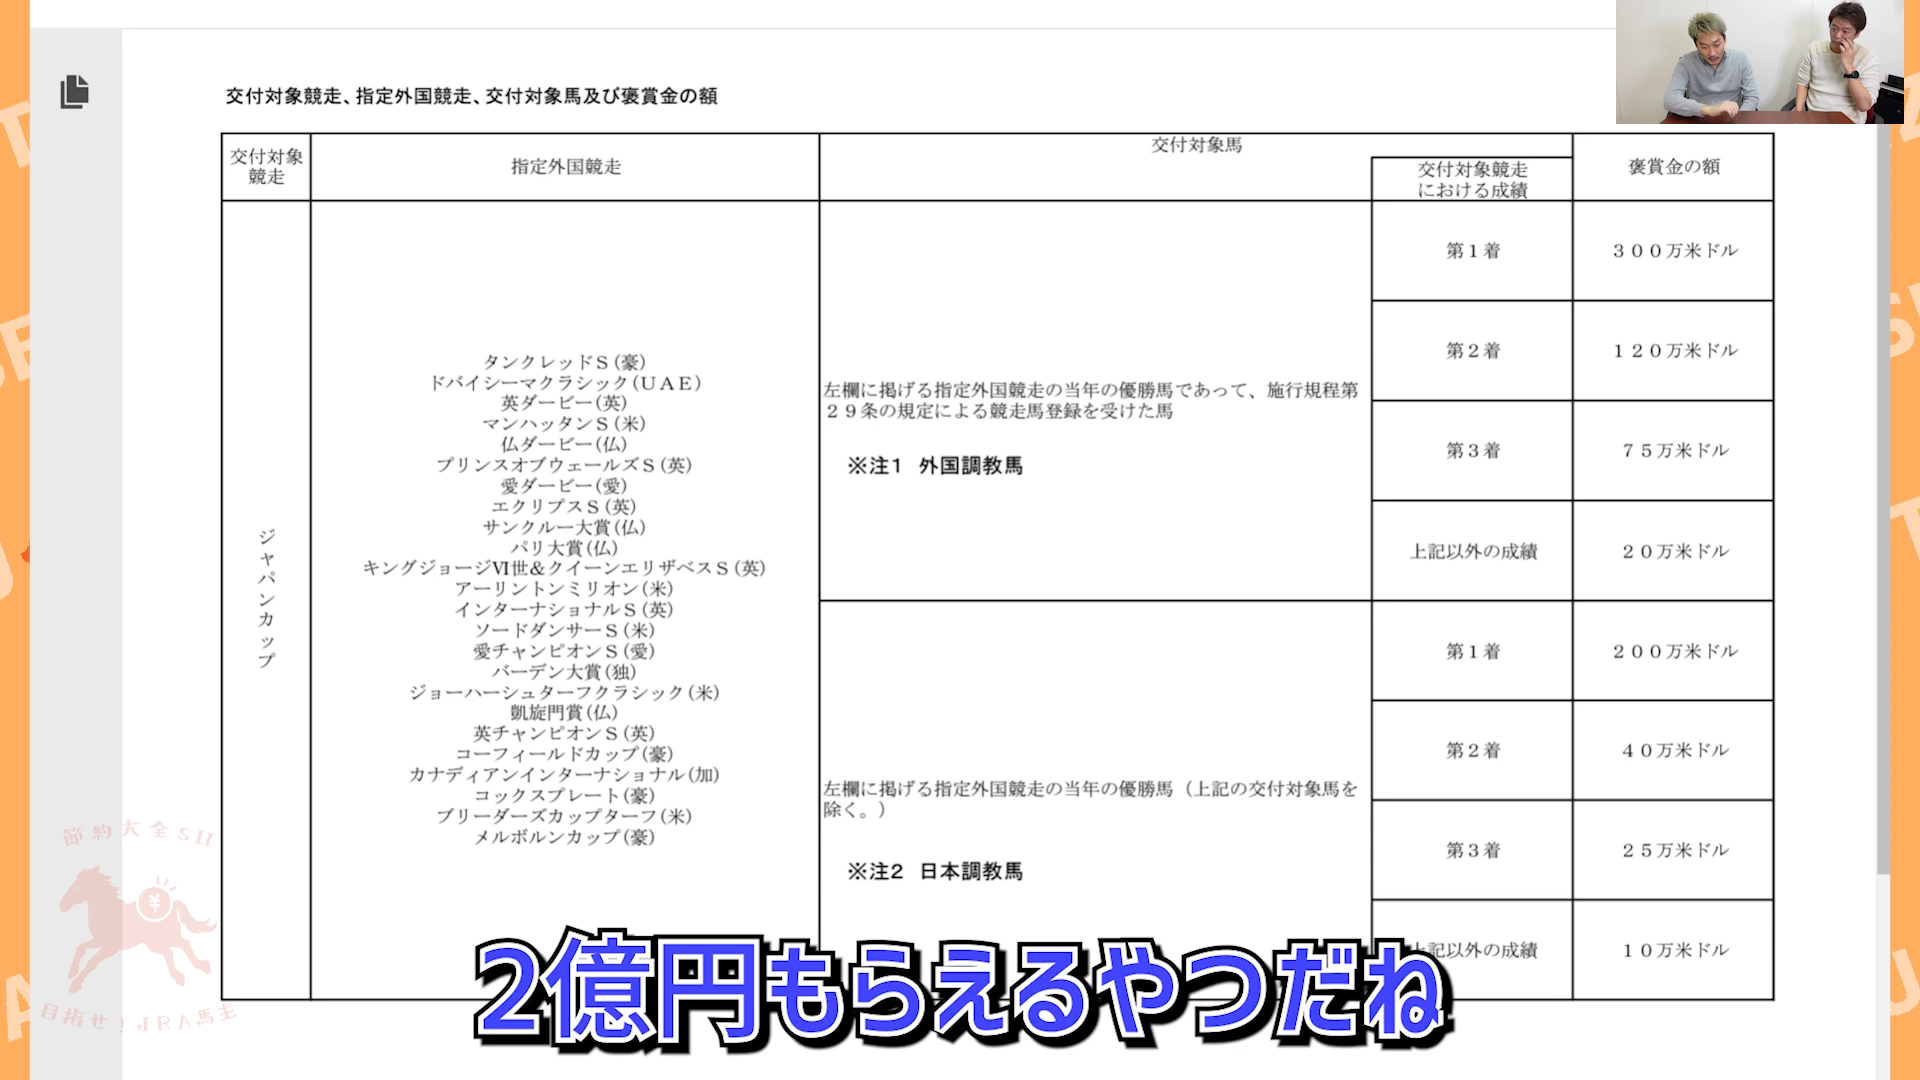 交付対象競走、指定外国競走、交付対象馬及び褒賞金の額
交付対象
競走
指定外国競走
交付対象馬
交付対象競走
における成績
褒賞金の額
ジャパンカップ
タンクレッドS(豪)
ドバイシーマクラシック(UAE)
英ダービー(英)
マンハッタンS(米)
仏ダービー(仏)
プリンスオブウェールズS(英)
愛ダービー(愛)
エクリプスS(英)
サンクルー大賞(仏)
パリ大賞(仏)
キングジョージⅥ世&クイーンエリザベスS(英)
アーリントンミリオン(米)
インターナショナルS(英)
ソードダンサーS(米)
愛チャンピオンS(愛)
バーデン大賞(独)
ジョーハーシュターフクラシック(米)
凱旋門賞(仏)
英チャンピオンS(英)
コーフィールドカップ(豪)
カナディアンインターナショナル(加)
コックスプレート(豪)
ブリーダーズカップターフ(米)
メルボルンカップ(豪)
左欄に掲げる指定外国競走の当年の優勝馬であって、施行規程第
29条の規定による競走馬登録を受けた馬
※注1 外国調教馬
第1着
300万米ドル
第2着
120万米ドル
第3着
75万米ドル
上記以外の成績
20万米ドル
左欄に掲げる指定外国競走の当年の優勝馬(上記の交付対象馬を
除く。)
※注2 日本調教馬
第1着
200万米ドル
第2着
40万米ドル
第3着
25万米ドル
上記以外の成績
10万米ドル
2億円もらえるやつだね
節約大全SII
目指せ!JRA馬主